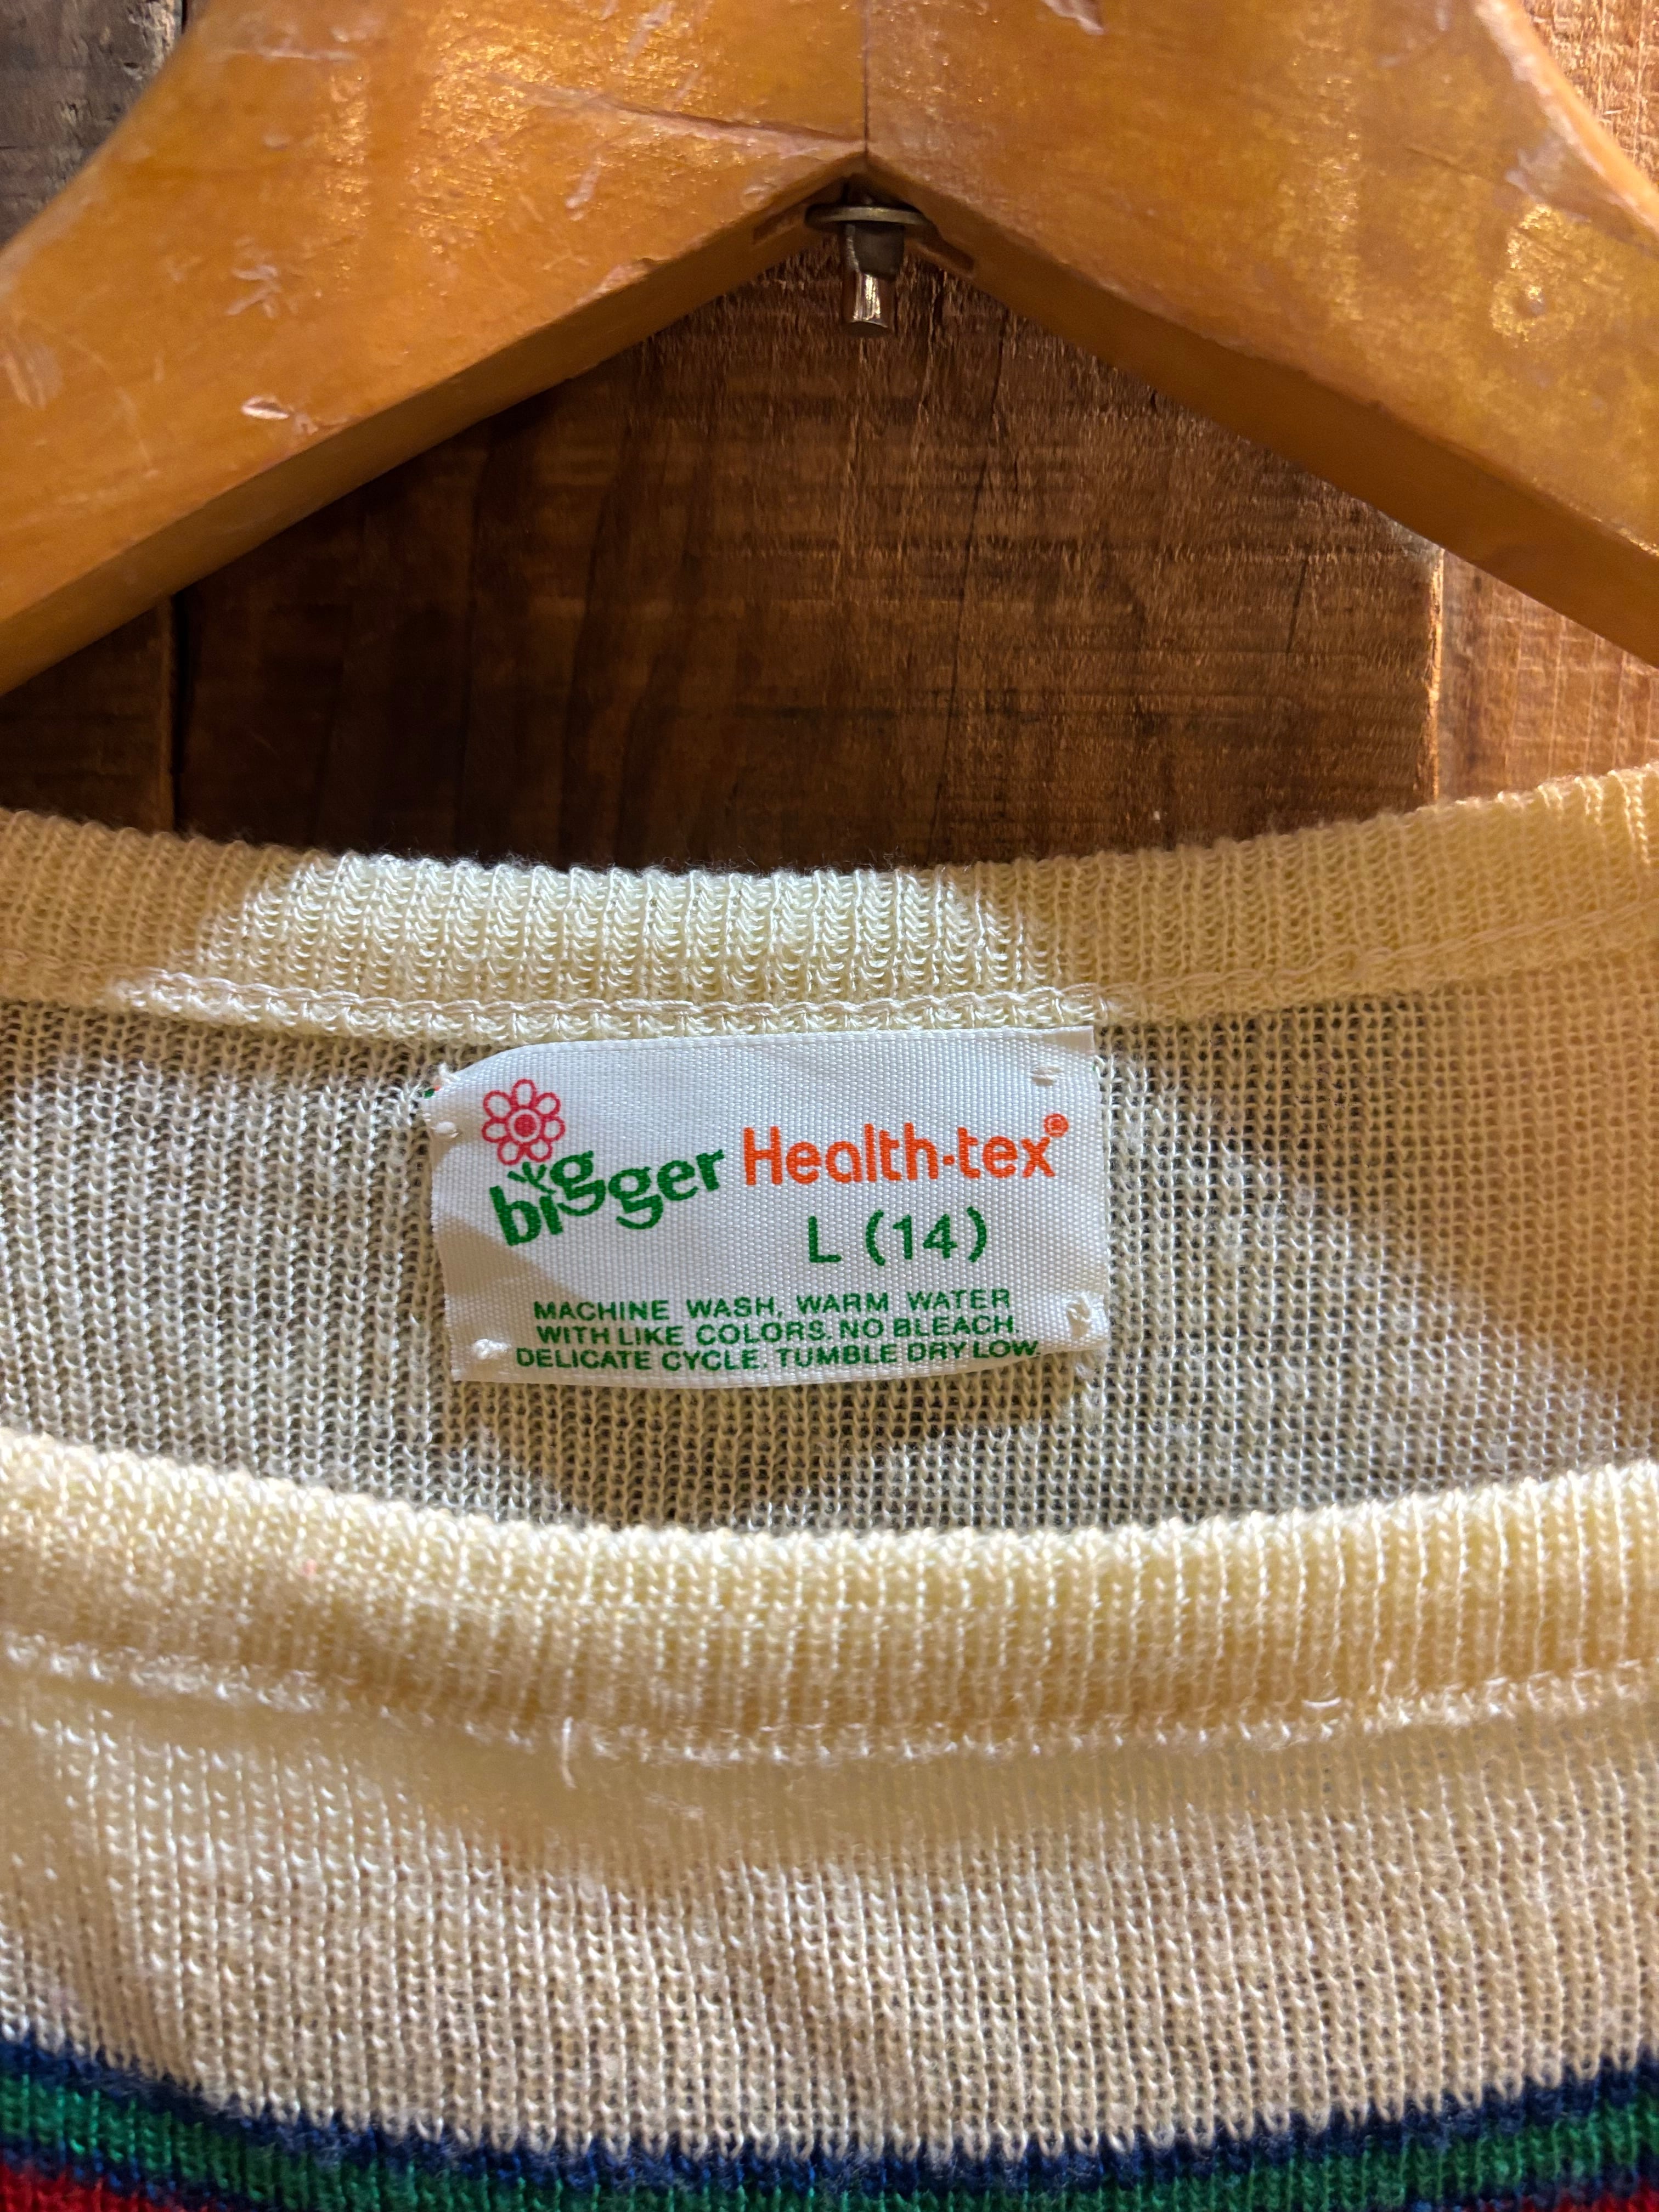 bigger Health-tex®
L (14)
MACHINE WASH, WARM WATER
WITH LIKE COLORS. NO BLEACH.
DELICATE CYCLE. TUMBLE DRY LOW.